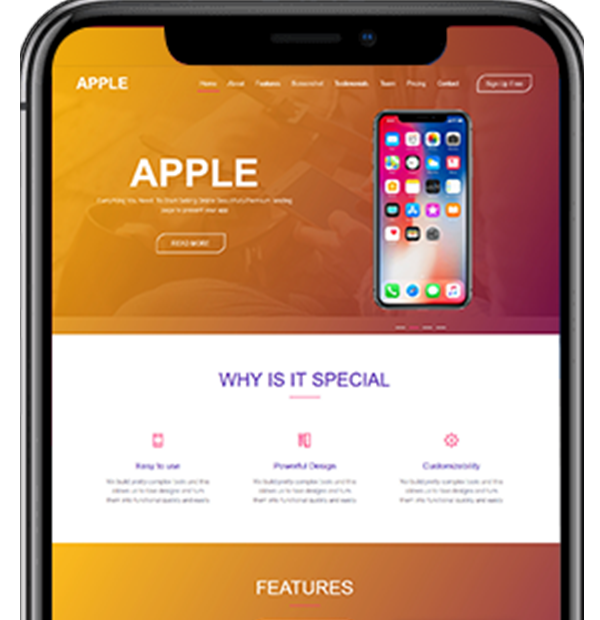 APPLE
Home About Features Screenshot Testimonials Team Pricing Contact Sign Up Free
APPLE
Everything You Need To Start Selling
page to present your app
READ MORE
WHY IS IT SPECIAL
Easy to use Powerful Design Customizability
We build pretty complex tools and this We build pretty complex tools and this We build pretty complex tools and this
allows us to take designs and turn allows us to take designs and turn allows us to take designs and turn
them into functional quickly and easily them into functional quickly and easily them into functional quickly and easily
FEATURES